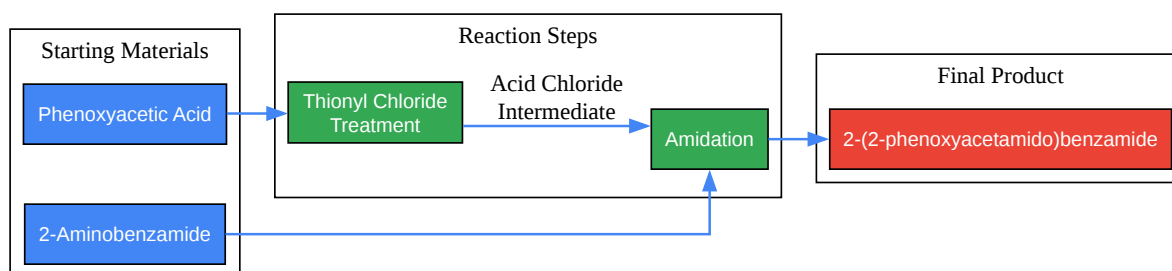 Starting Materials
Phenoxyacetic Acid
2-Aminobenzamide
Reaction Steps
Thionyl Chloride
Treatment
Acid Chloride
Intermediate
Amidation
Final Product
2-(2-phenoxyacetamido)benzamide